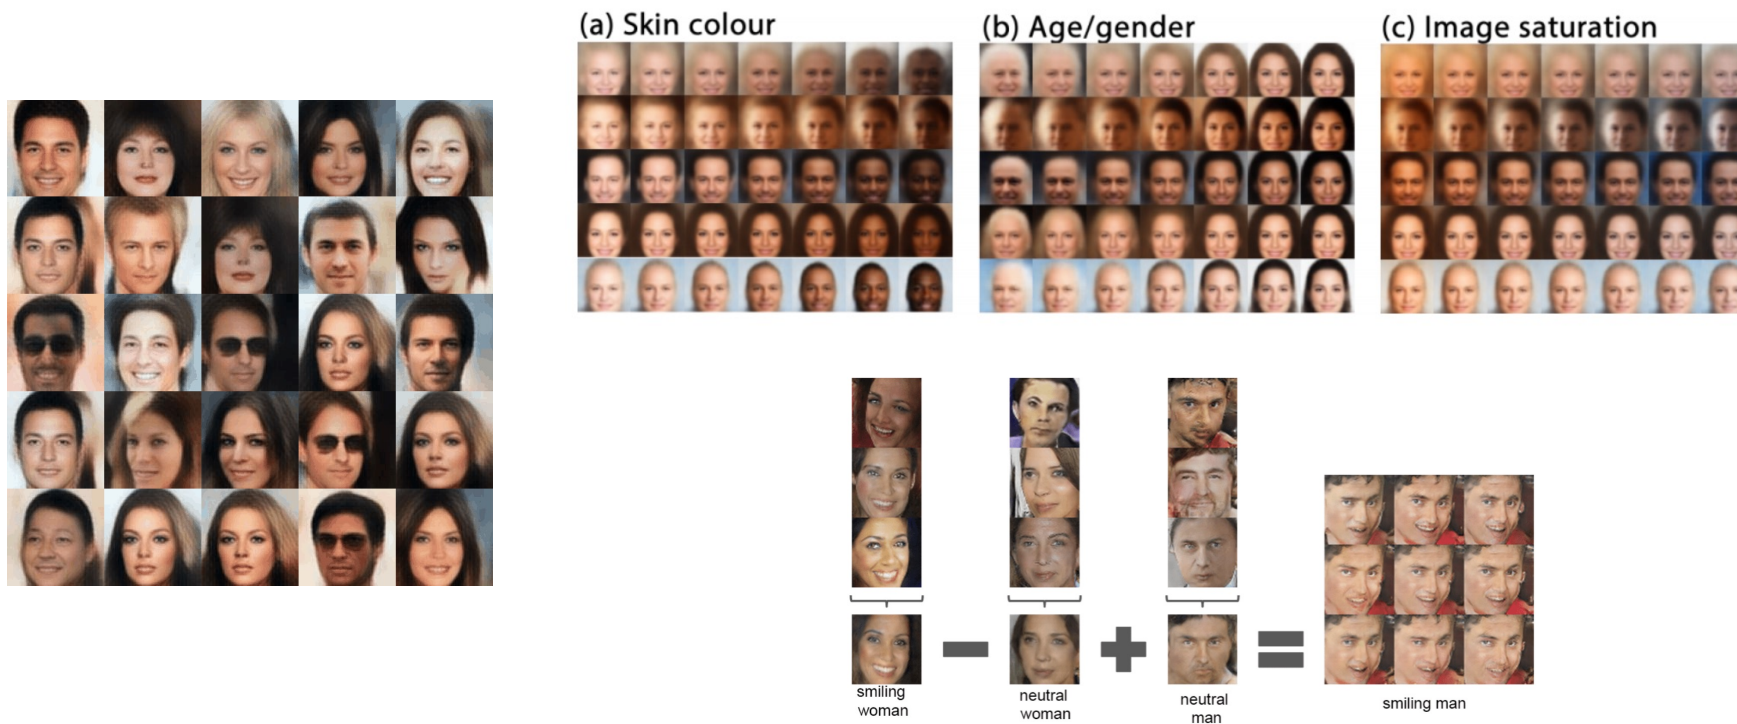 (a) Skin colour
(b) Age/gender
(c) Image saturation
smiling
woman
neutral
woman
neutral
man
smiling man